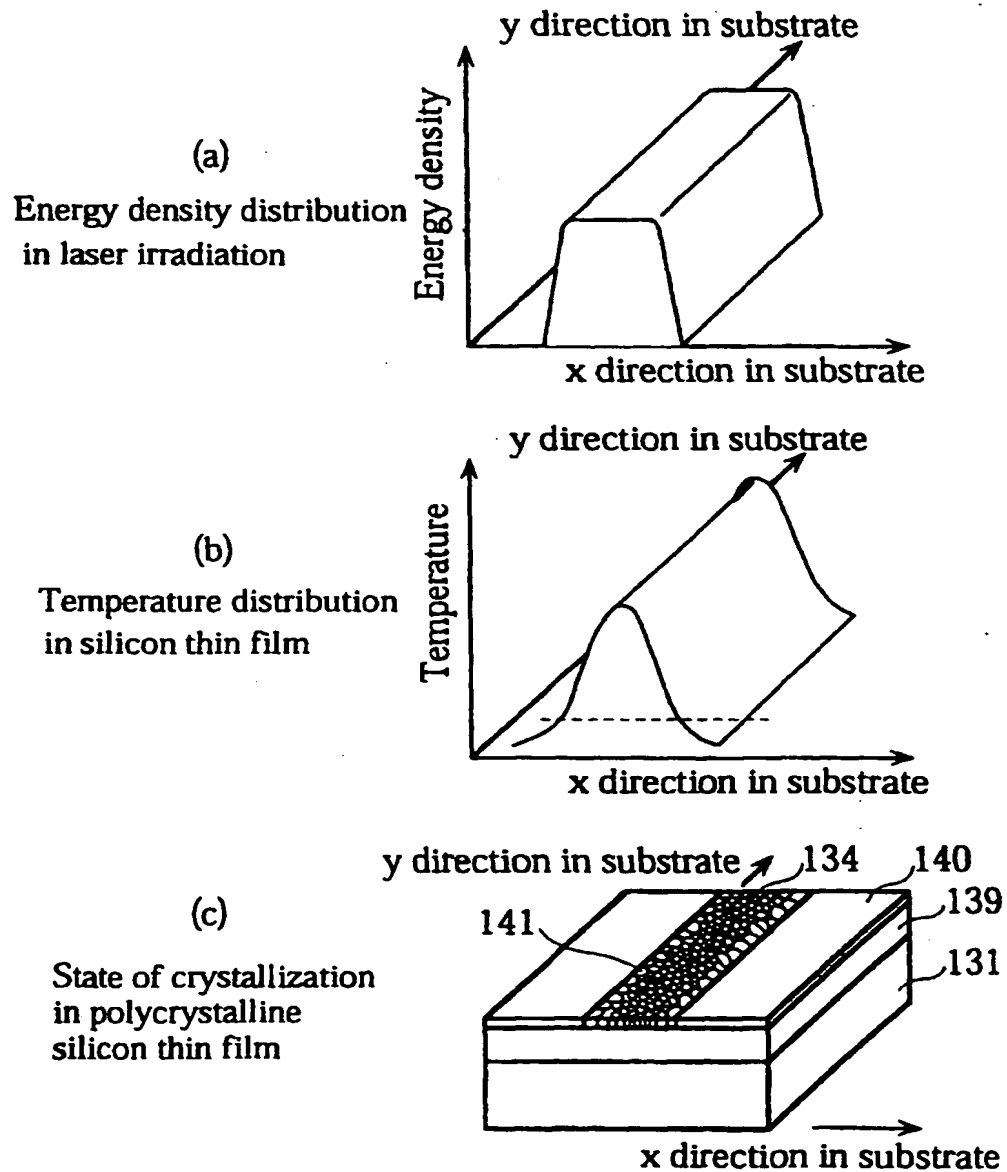 y direction in substrate
(a)
Energy density distribution
in laser irradiation
Energy density
x direction in substrate
y direction in substrate
(b)
Temperature distribution
in silicon thin film
Temperature
x direction in substrate
y direction in substrate
134
140
(c)
141
139
State of crystallization
in polycrystalline
silicon thin film
131
x direction in substrate